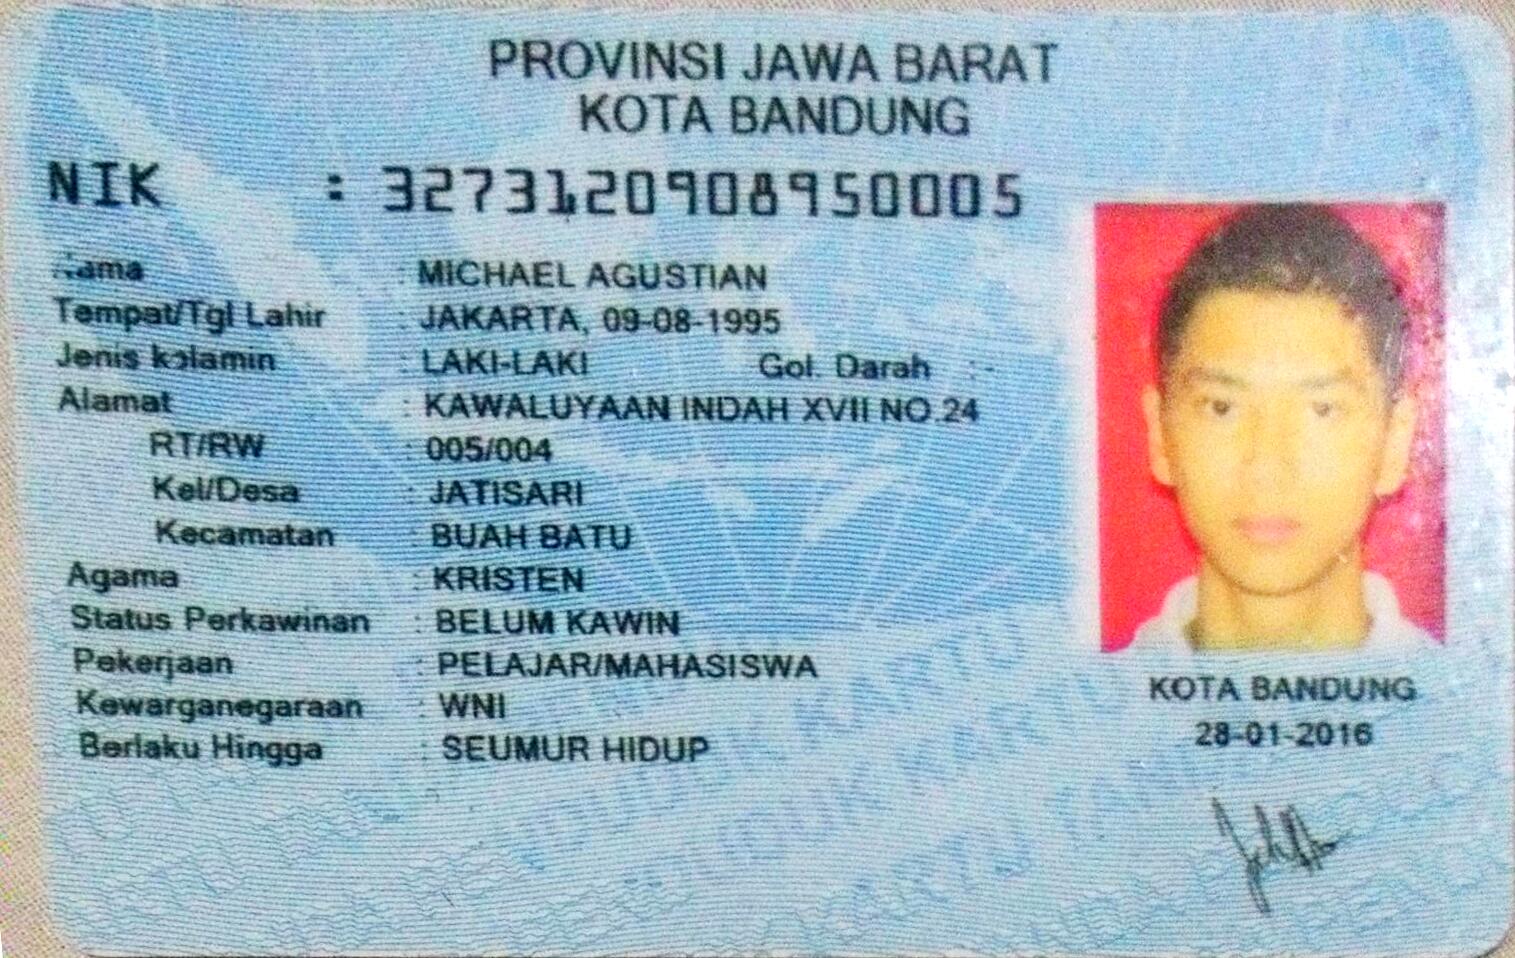 PROVINSI JAWA BARAT
KOTA BANDUNG
NIK : 3273120908950005
Nama : MICHAEL AGUSTIAN
Tempat/Tgl Lahir : JAKARTA, 09-08-1995
Jenis kelamin : LAKI-LAKI Gol. Darah : -
Alamat : KAWALUYAAN INDAH XVII NO.24
RT/RW : 005/004
Kel/Desa : JATISARI
Kecamatan : BUAH BATU
Agama : KRISTEN
Status Perkawinan : BELUM KAWIN
Pekerjaan : PELAJAR/MAHASISWA
Kewarganegaraan : WNI
Berlaku Hingga : SEUMUR HIDUP
KOTA BANDUNG
28-01-2016